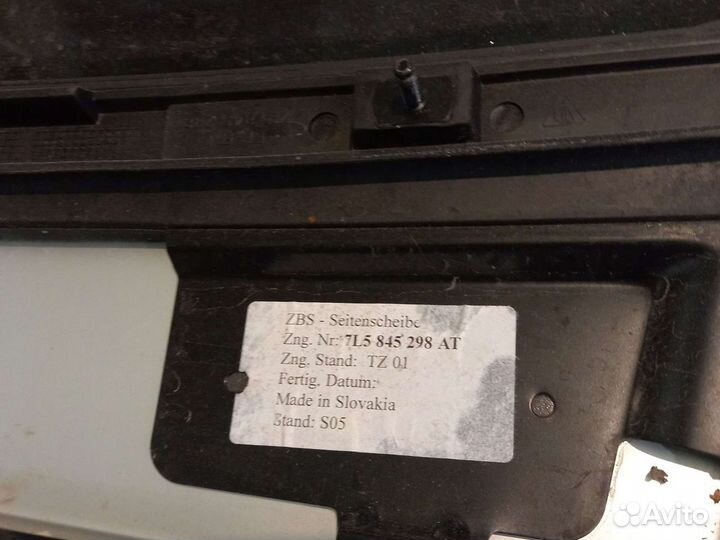 ZBS - Seitenscheibe
Zng. Nr: 7L5 845 298 AT
Zng. Stand: TZ 01
Fertig. Datum:
Made in Slovakia
Stand: S05
Avito